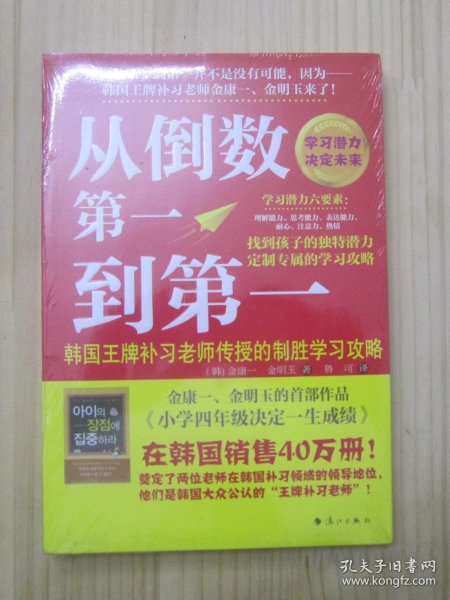 并不是没有可能，因为——
韩国王牌补习老师金康一、金明玉来了！
从倒数
第一
到第一
学习潜力
决定未来
学习潜力六要素：
理解能力、思考能力、表达能力、
耐心、注意力、热情
找到孩子的独特潜力
定制专属的学习攻略
韩国王牌补习老师传授的制胜学习攻略
（韩）金康一 金明玉 著 鲁 可 译
金康一、金明玉的首部作品
《小学四年级决定一生成绩》
在韩国销售40万册！
奠定了两位老师在韩国补习领域的领导地位，
他们是韩国大众公认的“王牌补习老师”！
아이의
장점에
집중하라
漓江出版社
孔夫子旧书网
www.kongfz.com